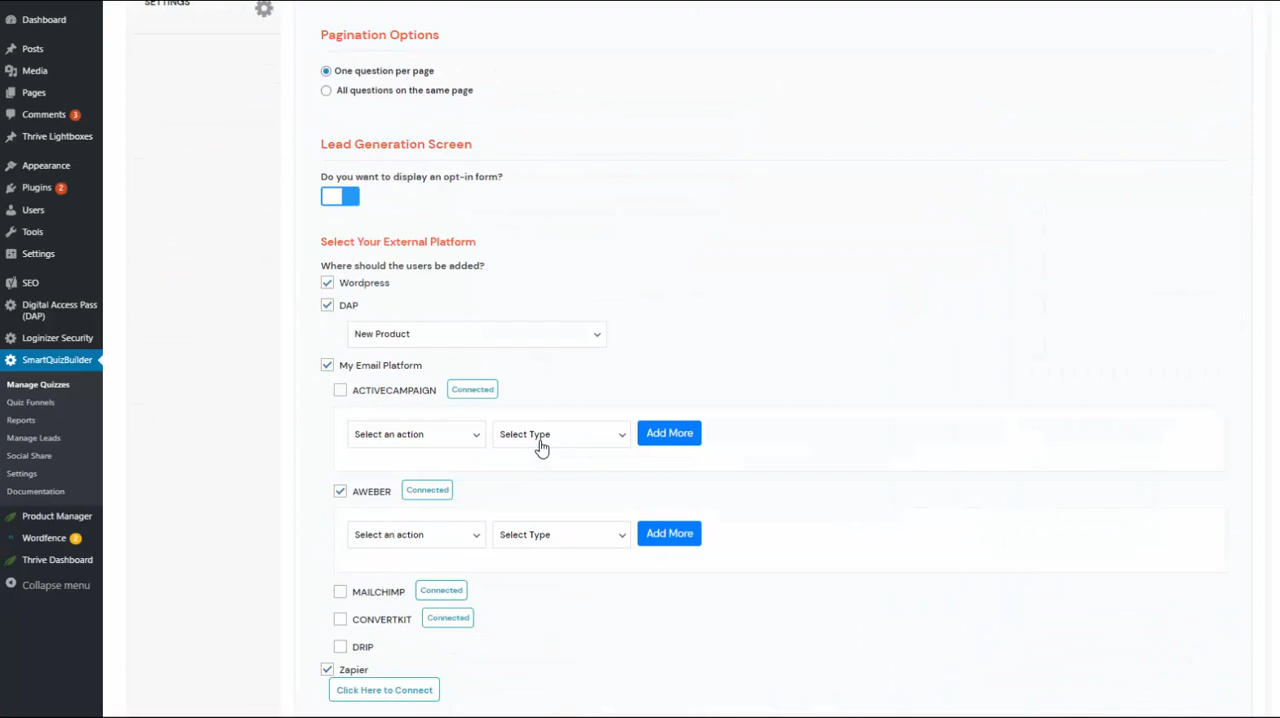 SETTINGS
Dashboard
Posts
Media
Pages
Comments 3
Thrive Lightboxes
Appearance
Plugins 2
Users
Tools
Settings
SEO
Digital Access Pass
(DAP)
Loginizer Security
SmartQuizBuilder
Manage Quizzes
Quiz Funnels
Reports
Manage Leads
Social Share
Settings
Documentation
Product Manager
Wordfence 2
Thrive Dashboard
Collapse menu
Pagination Options
One question per page
All questions on the same page
Lead Generation Screen
Do you want to display an opt-in form?
Select Your External Platform
Where should the users be added?
Wordpress
DAP
New Product
My Email Platform
ACTIVECAMPAIGN Connected
Select an action Select Type Add More
AWEBER Connected
Select an action Select Type Add More
MAILCHIMP Connected
CONVERTKIT Connected
DRIP
Zapier
Click Here to Connect